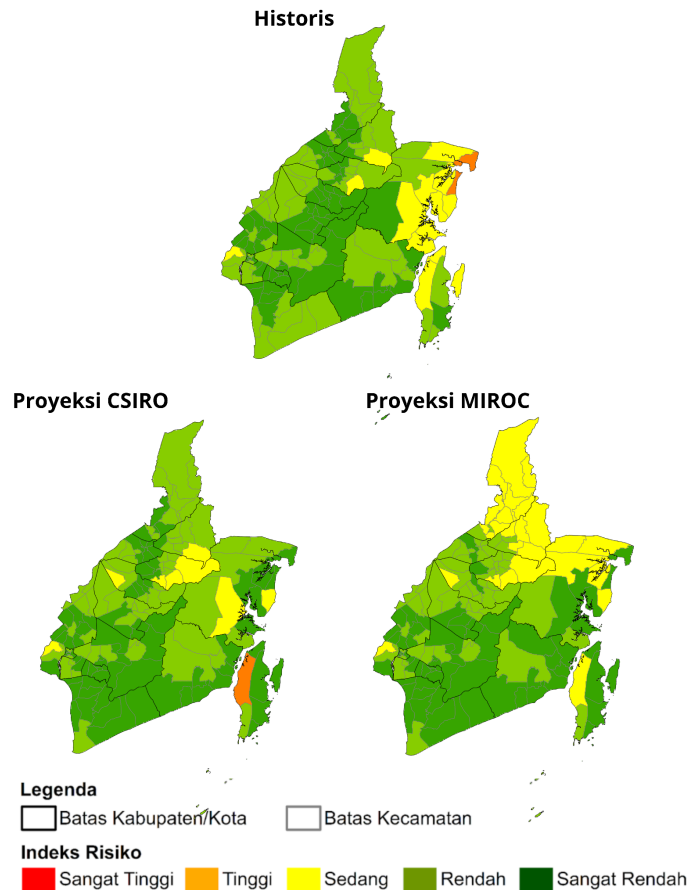 Historis
Proyeksi CSIRO
Proyeksi MIROC
Legenda
Batas Kabupaten/Kota
Batas Kecamatan
Indeks Risiko
Sangat Tinggi
Tinggi
Sedang
Rendah
Sangat Rendah